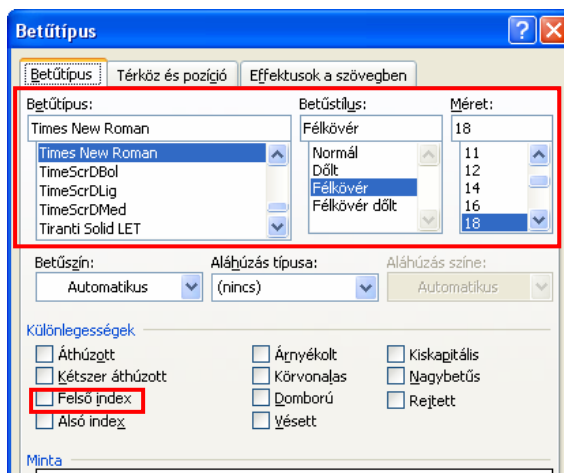 Betűtípus
Betűtípus Térköz és pozíció Effektusok a szövegben
Betűtípus: Betűstílus: Méret:
Times New Roman Félkövér 18
Times New Roman Normál 11
TimeScrDBol Dőlt 12
TimeScrDLig Félkövér 14
TimeScrDMed Félkövér dőlt 16
Tiranti Solid LET 18
Betűszín: Aláhúzás típusa: Aláhúzás színe:
Automatikus (nincs) Automatikus
Különlegességek
Áthúzott Árnyékolt Kiskapitális
Kétszer áthúzott Körvonalas Nagybetűs
Felső index Domború Rejtett
Alsó index Vésett
Minta